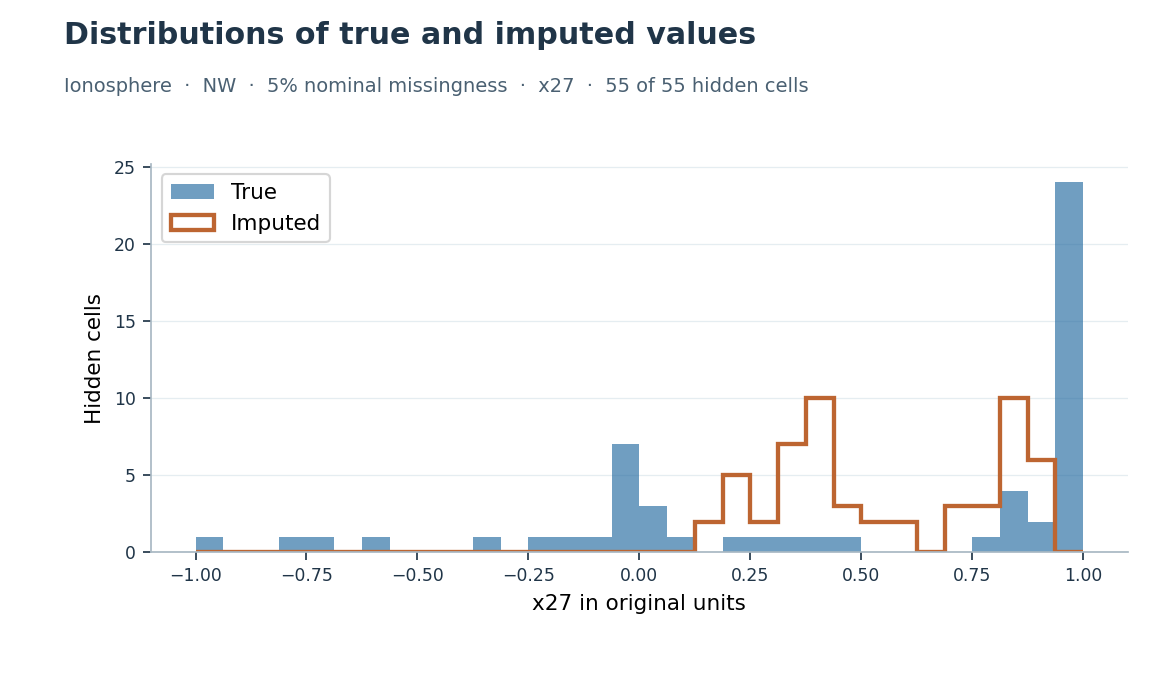 Distributions of true and imputed values
Ionosphere · NW · 5% nominal missingness · x27 · 55 of 55 hidden cells
25
20
15
10
5
0
Hidden cells
True
Imputed
−1.00 −0.75 −0.50 −0.25 0.00 0.25 0.50 0.75 1.00
x27 in original units